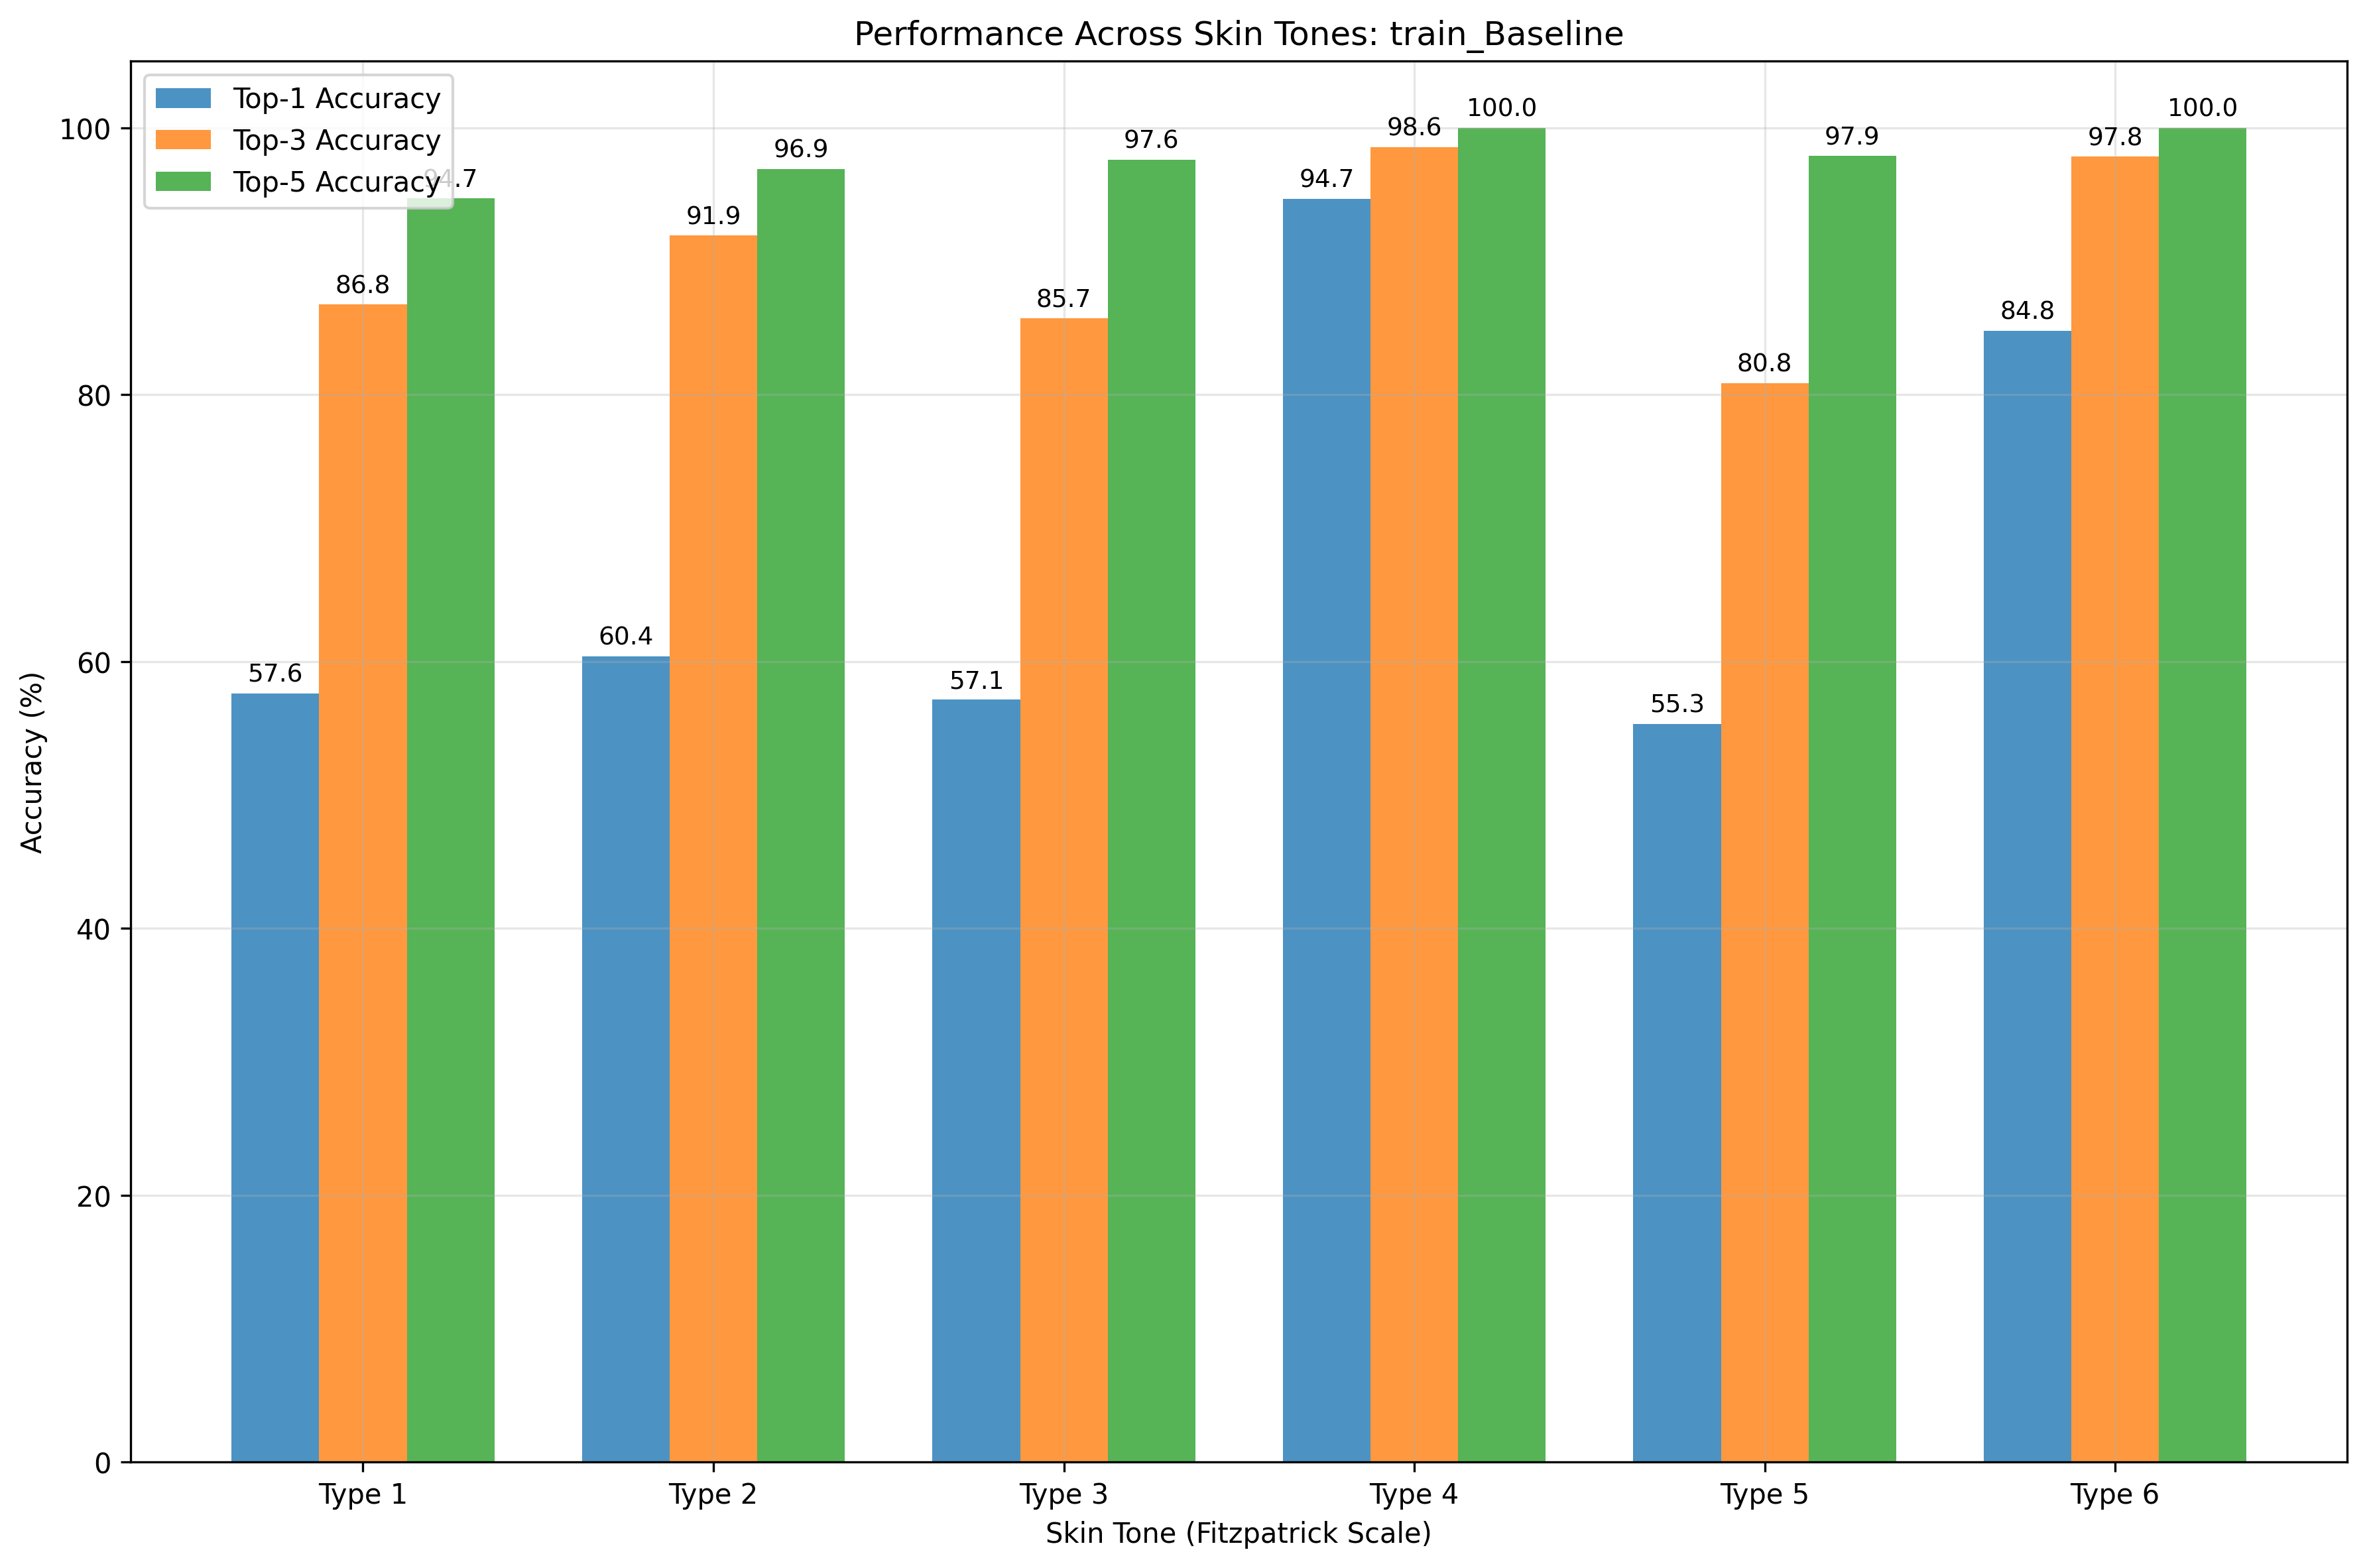 Performance Across Skin Tones: train_Baseline
Top-1 Accuracy
Top-3 Accuracy
Top-5 Accuracy
100
80
60
40
20
0
Accuracy (%)
57.6
86.8
94.7
60.4
91.9
96.9
57.1
85.7
97.6
94.7
98.6
100.0
55.3
80.8
97.9
84.8
97.8
100.0
Type 1
Type 2
Type 3
Type 4
Type 5
Type 6
Skin Tone (Fitzpatrick Scale)